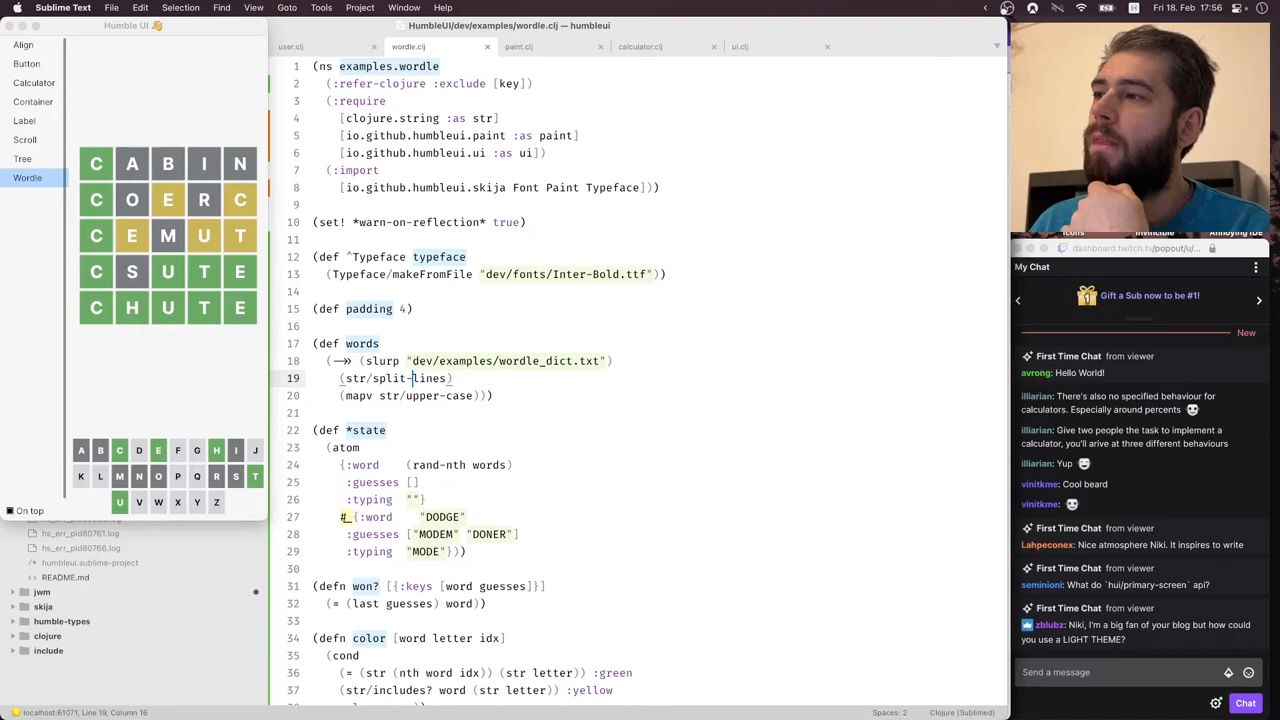 Sublime Text File Edit Selection Find View Goto Tools Project Window Help
Fri 18. Feb 17:56
Humble UI 👋
Align
Button
Calculator
Container
Label
Scroll
Tree
Wordle
C A B I N
C O E R C
C E M U T
C S U T E
C H U T E
A B C D E F G H I J
K L M N O P Q R S T
U V W X Y Z
On top
hs_err_pid80761.log
hs_err_pid80766.log
humbleui.sublime-project
README.md
jwm
skija
humble-types
clojure
include
HumbleUI/dev/examples/wordle.clj — humbleui
user.clj × wordle.clj × paint.clj × calculator.clj × ui.clj ×
1 (ns examples.wordle
2 (:refer-clojure :exclude [key])
3 (:require
4 [clojure.string :as str]
5 [io.github.humbleui.paint :as paint]
6 [io.github.humbleui.ui :as ui])
7 (:import
8 [io.github.humbleui.skija Font Paint Typeface]))
9
10 (set! *warn-on-reflection* true)
11
12 (def ^Typeface typeface
13 (Typeface/makeFromFile "dev/fonts/Inter-Bold.ttf"))
14
15 (def padding 4)
16
17 (def words
18 (->> (slurp "dev/examples/wordle_dict.txt")
19 (str/split-lines)
20 (mapv str/upper-case)))
21
22 (def *state
23 (atom
24 {:word (rand-nth words)
25 :guesses []
26 :typing ""}
27 #_{:word "DODGE"
28 :guesses ["MODEM" "DONER"]
29 :typing "MODE"}))
30
31 (defn won? [{:keys [word guesses]}]
32 (= (last guesses) word))
33
34 (defn color [word letter idx]
35 (cond
36 (= (str (nth word idx)) (str letter)) :green
37 (str/includes? word (str letter)) :yellow
localhost:61071, Line 19, Column 16
Spaces: 2
Clojure (Sublimed)
Icons Invincible Annoying IDE
dashboard.twitch.tv/popout/u/...
My Chat
1
Gift a Sub now to be #1!
New
First Time Chat from viewer
avrong: Hello World!
illiarian: There's also no specified behaviour for
calculators. Especially around percents
illiarian: Give two people the task to implement a
calculator, you'll arive at three different behaviours
illiarian: Yup
vinitkme: Cool beard
vinitkme:
First Time Chat from viewer
Lahpeconex: Nice atmosphere Niki. It inspires to write
First Time Chat from viewer
seminioni: What do `hui/primary-screen` api?
First Time Chat from viewer
zblubz: Niki, I'm a big fan of your blog but how could
you use a LIGHT THEME?
Send a message
Chat